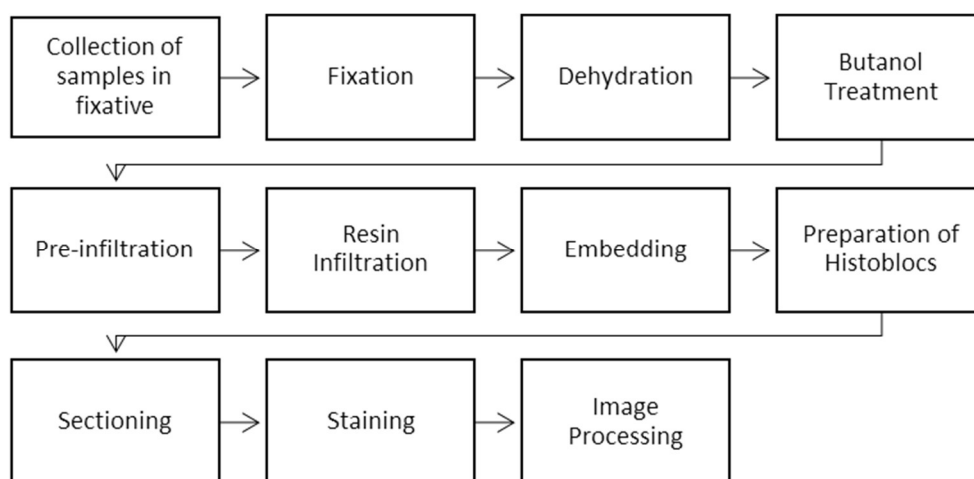 Collection of
samples in
fixative
Fixation
Dehydration
Butanol
Treatment
Pre-infiltration
Resin
Infiltration
Embedding
Preparation of
Histoblocs
Sectioning
Staining
Image
Processing